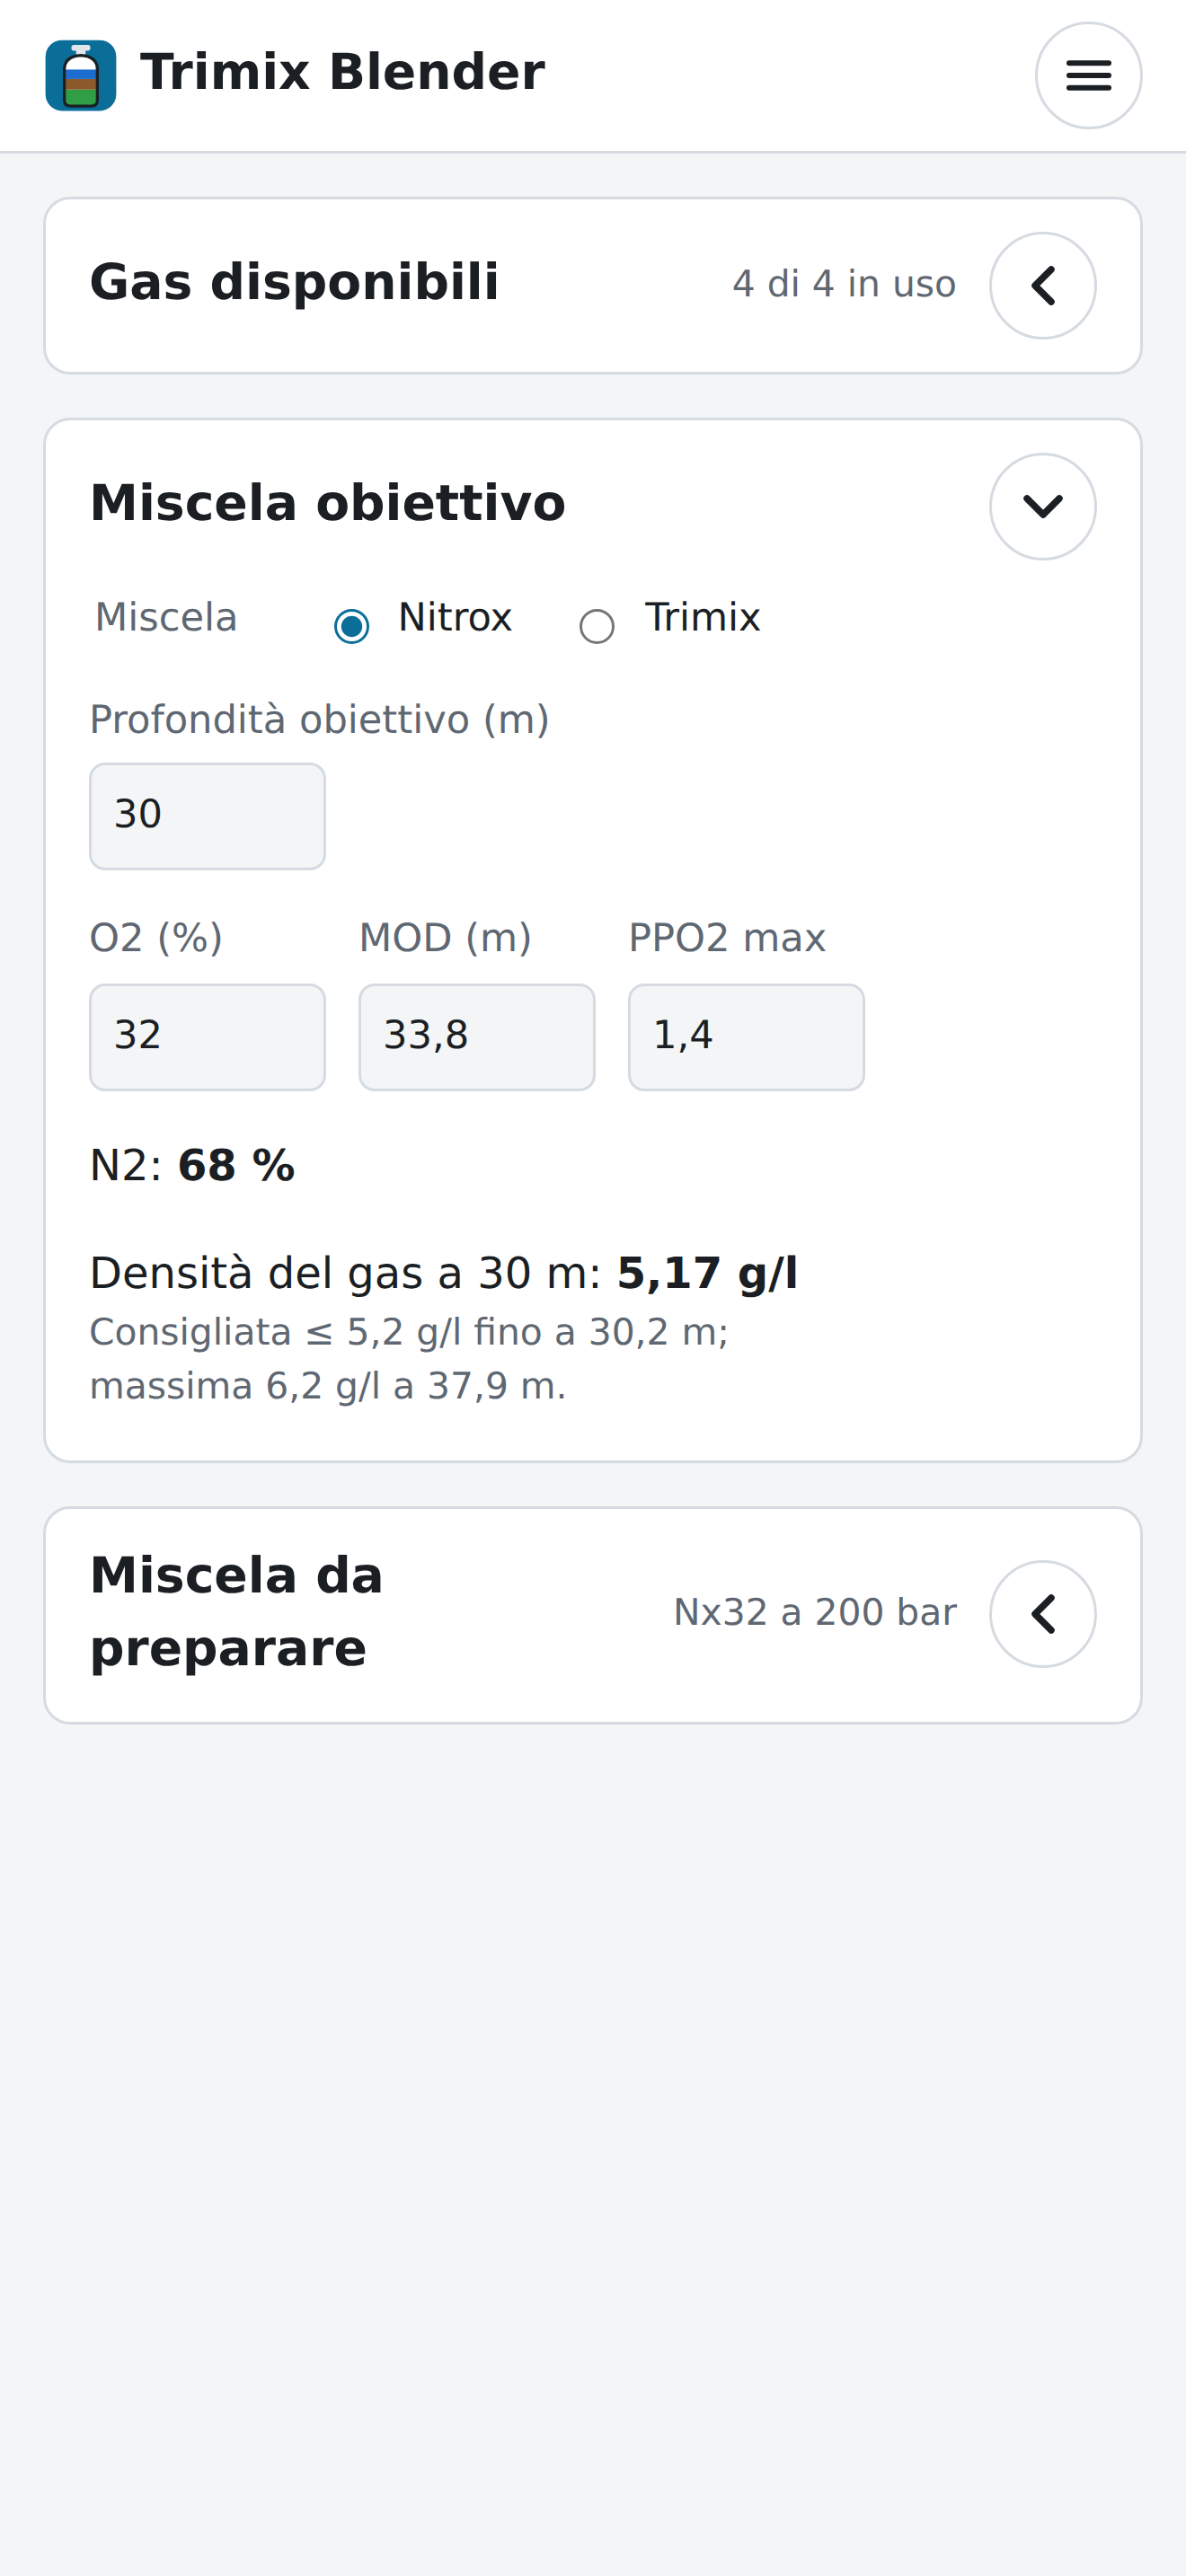 Trimix Blender
Gas disponibili
4 di 4 in uso
Miscela obiettivo
Miscela Nitrox Trimix
Profondità obiettivo (m)
30
O2 (%) MOD (m) PPO2 max
32 33,8 1,4
N2: 68 %
Densità del gas a 30 m: 5,17 g/l
Consigliata ≤ 5,2 g/l fino a 30,2 m;
massima 6,2 g/l a 37,9 m.
Miscela da
preparare
Nx32 a 200 bar